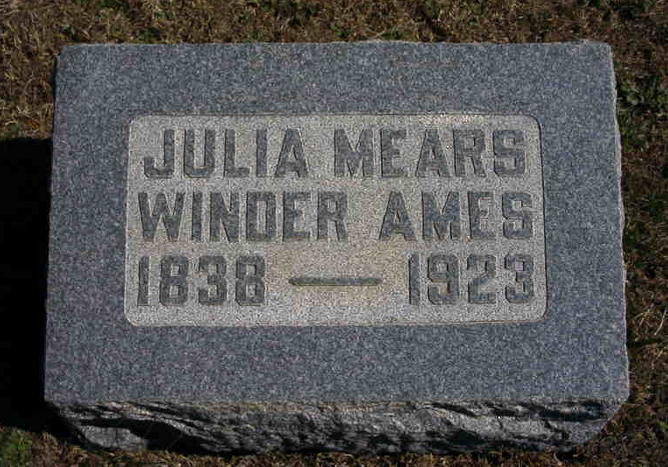 JULIA MEARS
WINDER AMES
1838 — 1923